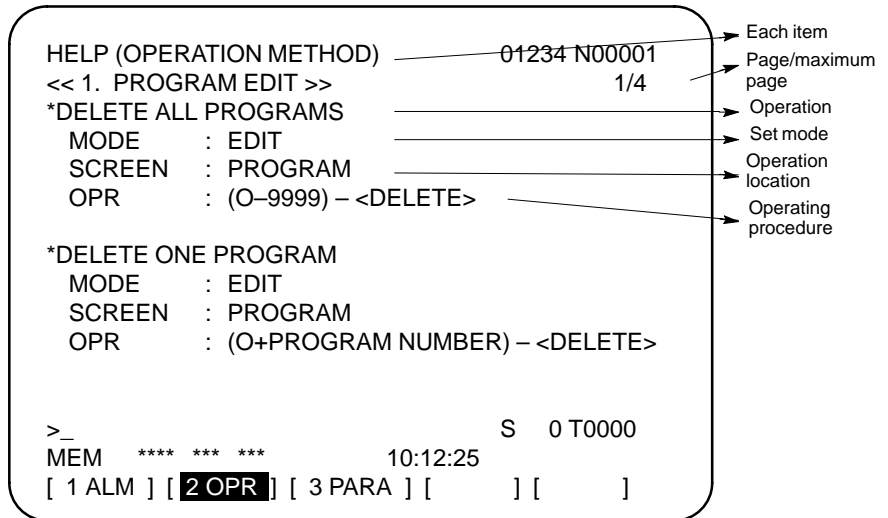 HELP (OPERATION METHOD) 01234 N00001
<< 1. PROGRAM EDIT >> 1/4
*DELETE ALL PROGRAMS
MODE : EDIT
SCREEN : PROGRAM
OPR : (O–9999) – <DELETE>
*DELETE ONE PROGRAM
MODE : EDIT
SCREEN : PROGRAM
OPR : (O+PROGRAM NUMBER) – <DELETE>
>_ S 0 T0000
MEM **** *** *** 10:12:25
[ 1 ALM ] [ 2 OPR ] [ 3 PARA ] [ ] [ ]
Each item
Page/maximum
page
Operation
Set mode
Operation
location
Operating
procedure